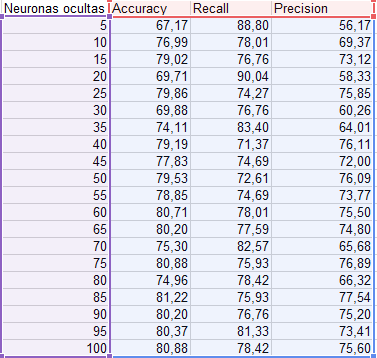 Neuronas ocultas Accuracy Recall Precision
5 67,17 88,80 56,17
10 76,99 78,01 69,37
15 79,02 76,76 73,12
20 69,71 90,04 58,33
25 79,86 74,27 75,85
30 69,88 76,76 60,26
35 74,11 83,40 64,01
40 79,19 71,37 76,11
45 77,83 74,69 72,00
50 79,53 72,61 76,09
55 78,85 74,69 73,77
60 80,71 78,01 75,50
65 80,20 77,59 74,80
70 75,30 82,57 65,68
75 80,88 75,93 76,89
80 74,96 78,42 66,32
85 81,22 75,93 77,54
90 80,20 76,76 75,20
95 80,37 81,33 73,41
100 80,88 78,42 75,60